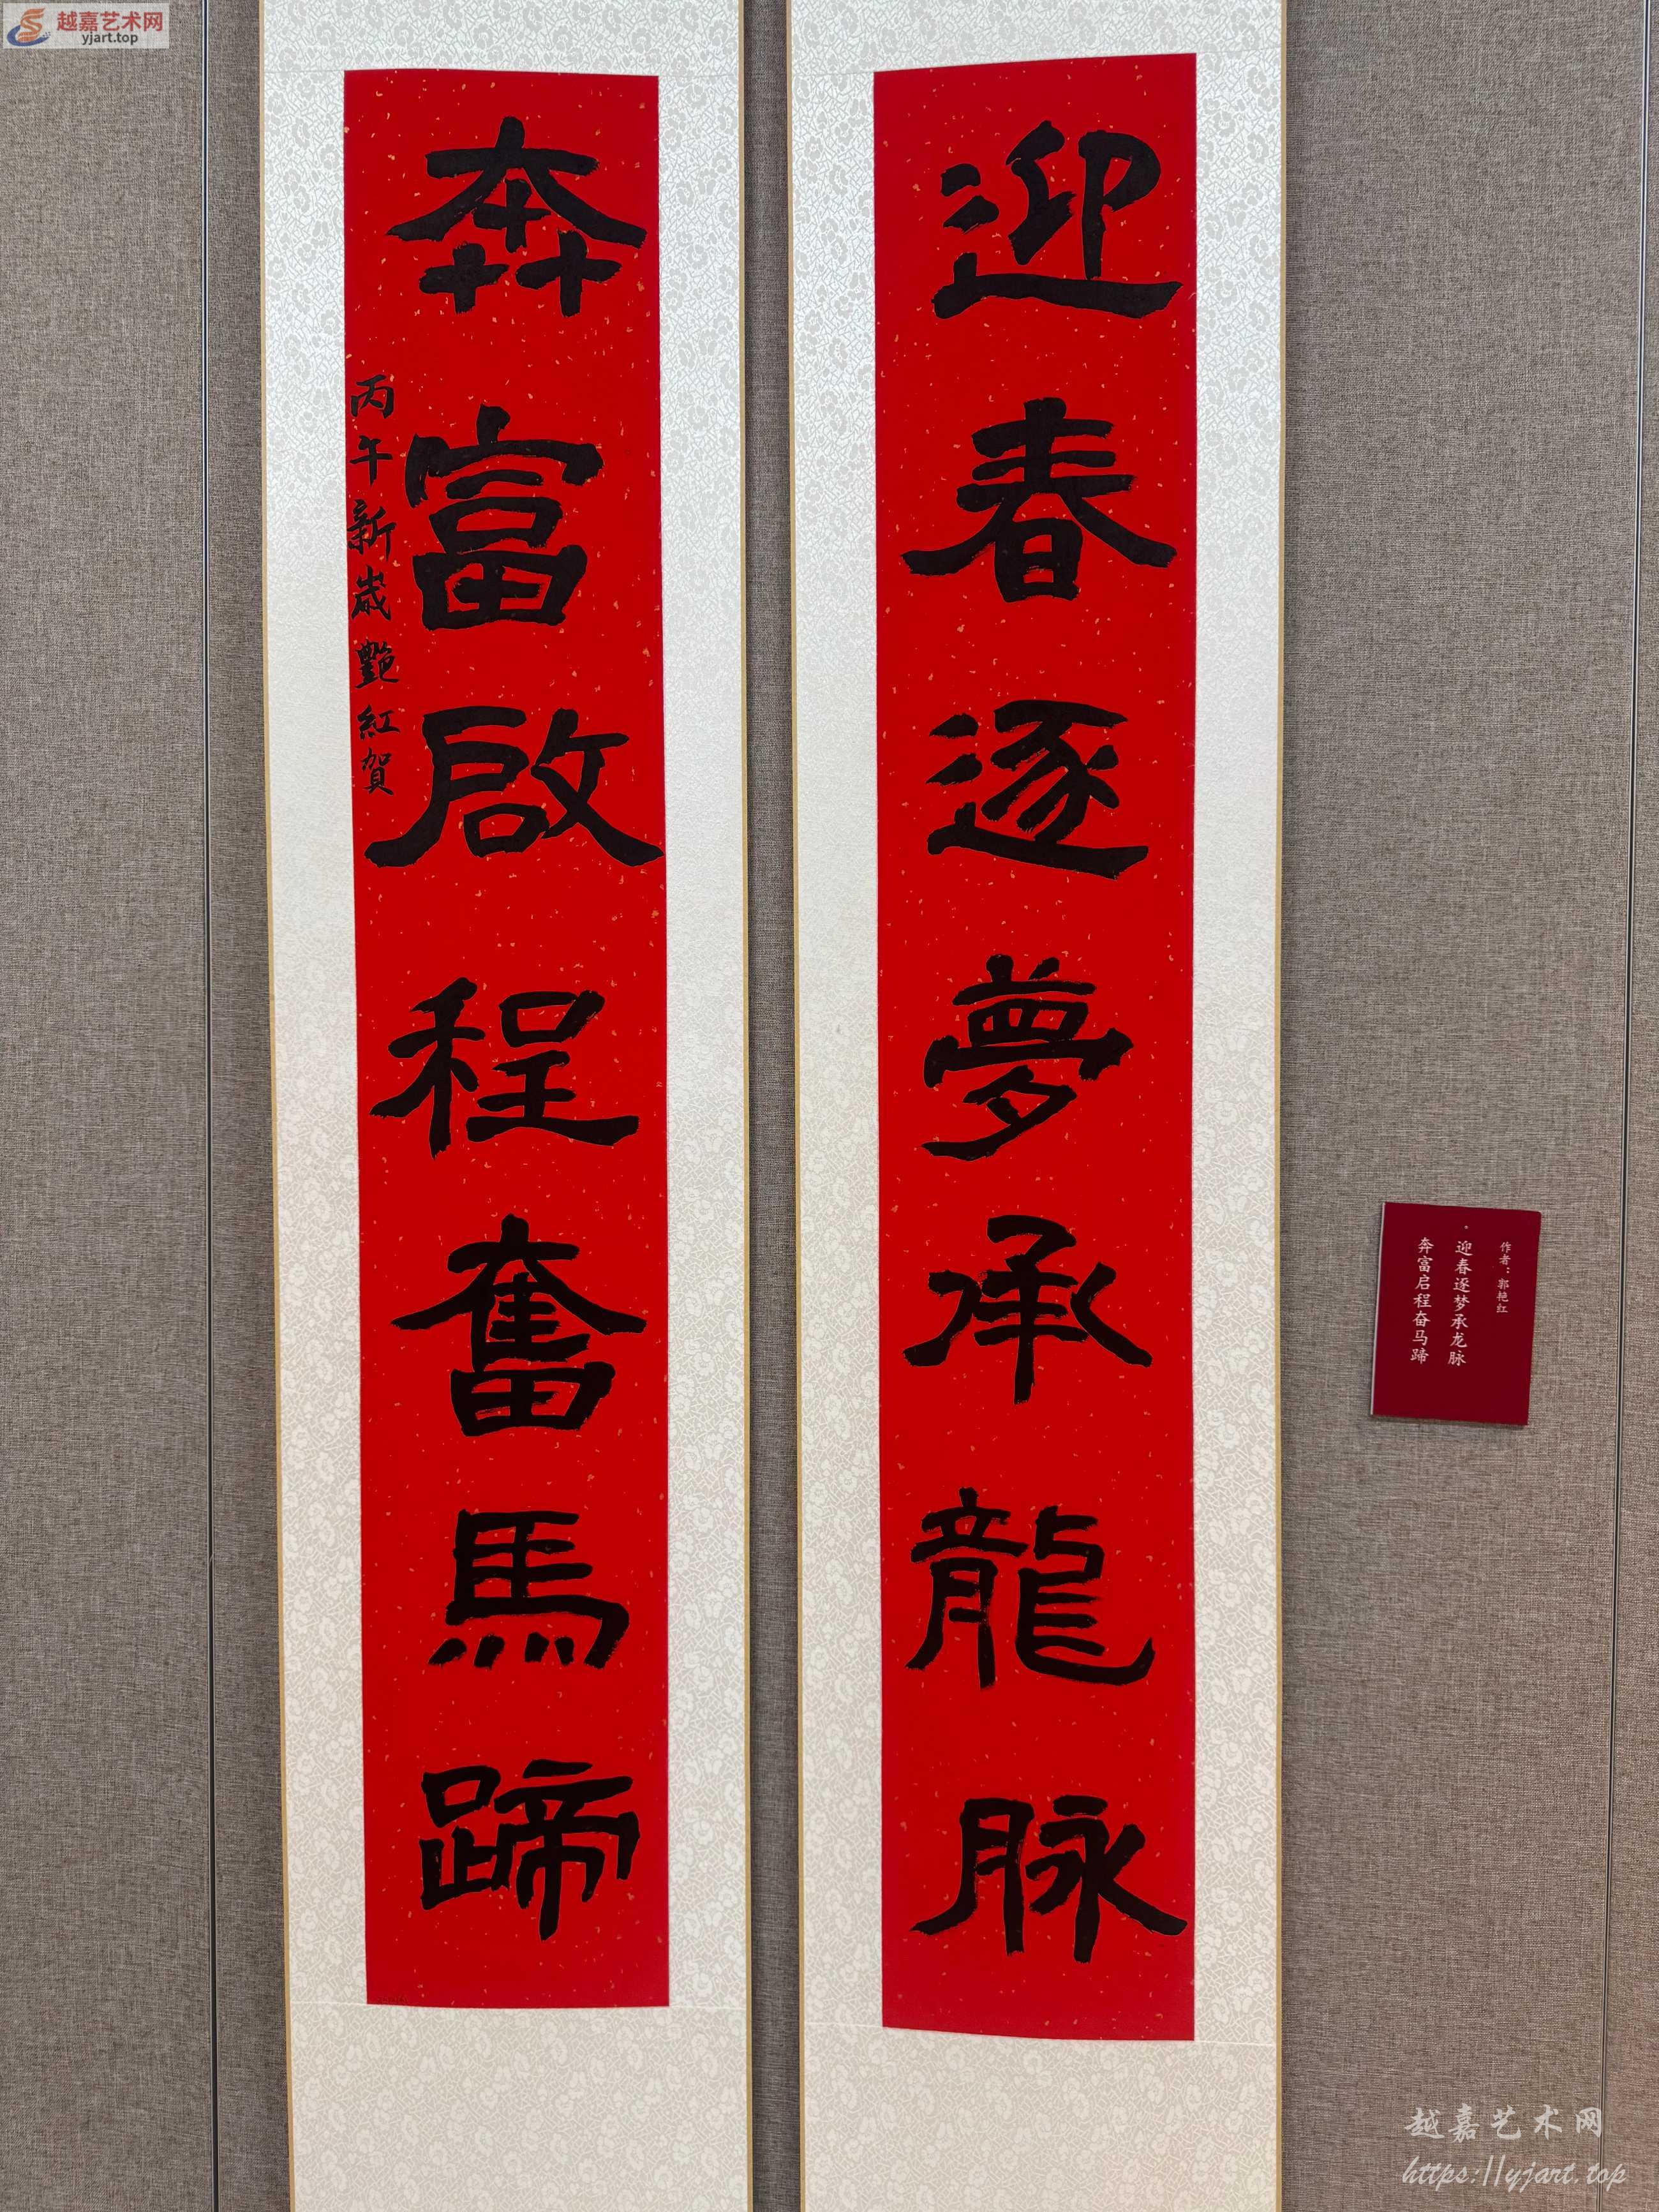 越嘉艺术网
yjart.top
迎春逐夢承龍脉
奔富啟程奮馬蹄
丙午新歲艷紅賀
作者：郭艳红
迎春逐梦承龙脉
奔富启程奋马蹄
越嘉艺术网
https://yjart.top